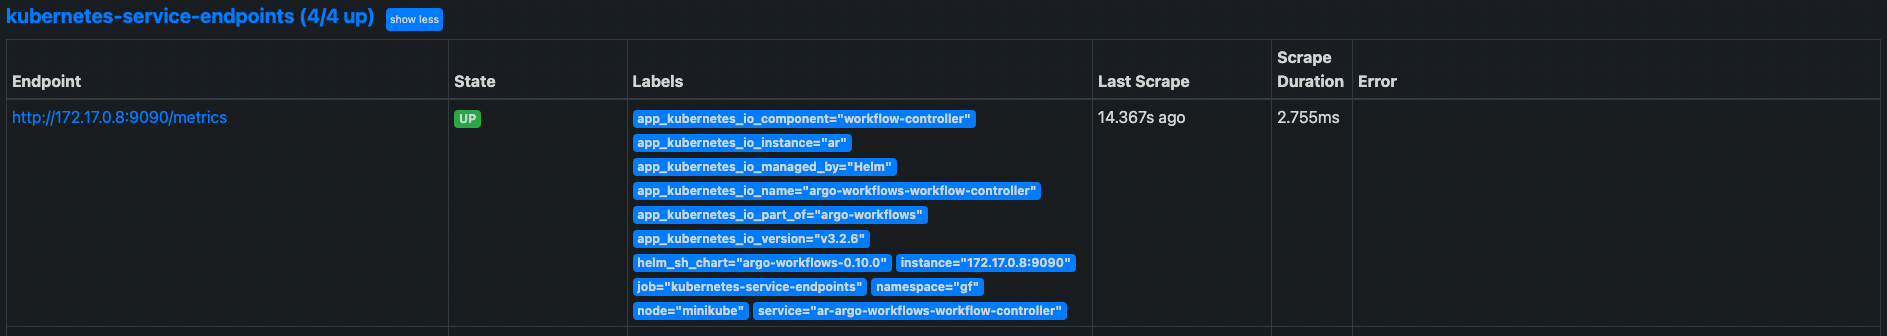 kubernetes-service-endpoints (4/4 up) show less
Endpoint State Labels Last Scrape Scrape Duration Error
http://172.17.0.8:9090/metrics UP app_kubernetes_io_component="workflow-controller" 14.367s ago 2.755ms
app_kubernetes_io_instance="ar"
app_kubernetes_io_managed_by="Helm"
app_kubernetes_io_name="argo-workflows-workflow-controller"
app_kubernetes_io_part_of="argo-workflows"
app_kubernetes_io_version="v3.2.6"
helm_sh_chart="argo-workflows-0.10.0" instance="172.17.0.8:9090"
job="kubernetes-service-endpoints" namespace="gf"
node="minikube" service="ar-argo-workflows-workflow-controller"